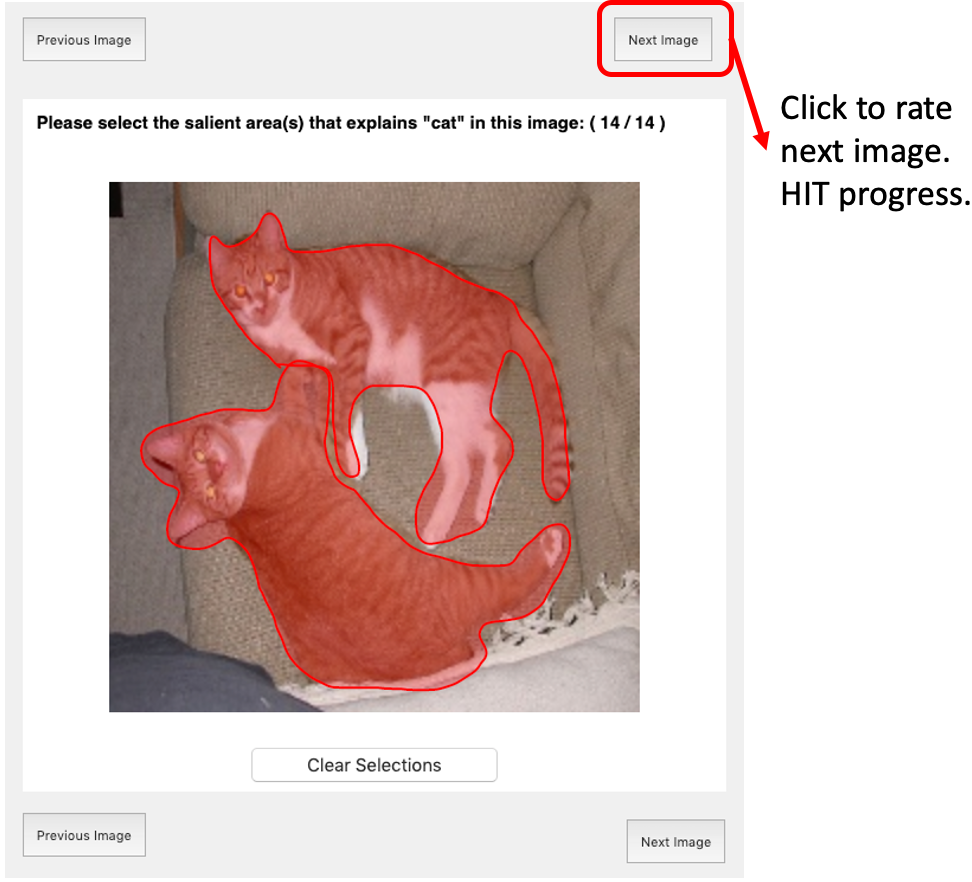 Previous Image
Next Image
Click to rate
next image.
HIT progress.
Please select the salient area(s) that explains "cat" in this image: ( 14 / 14 )
Clear Selections
Previous Image
Next Image